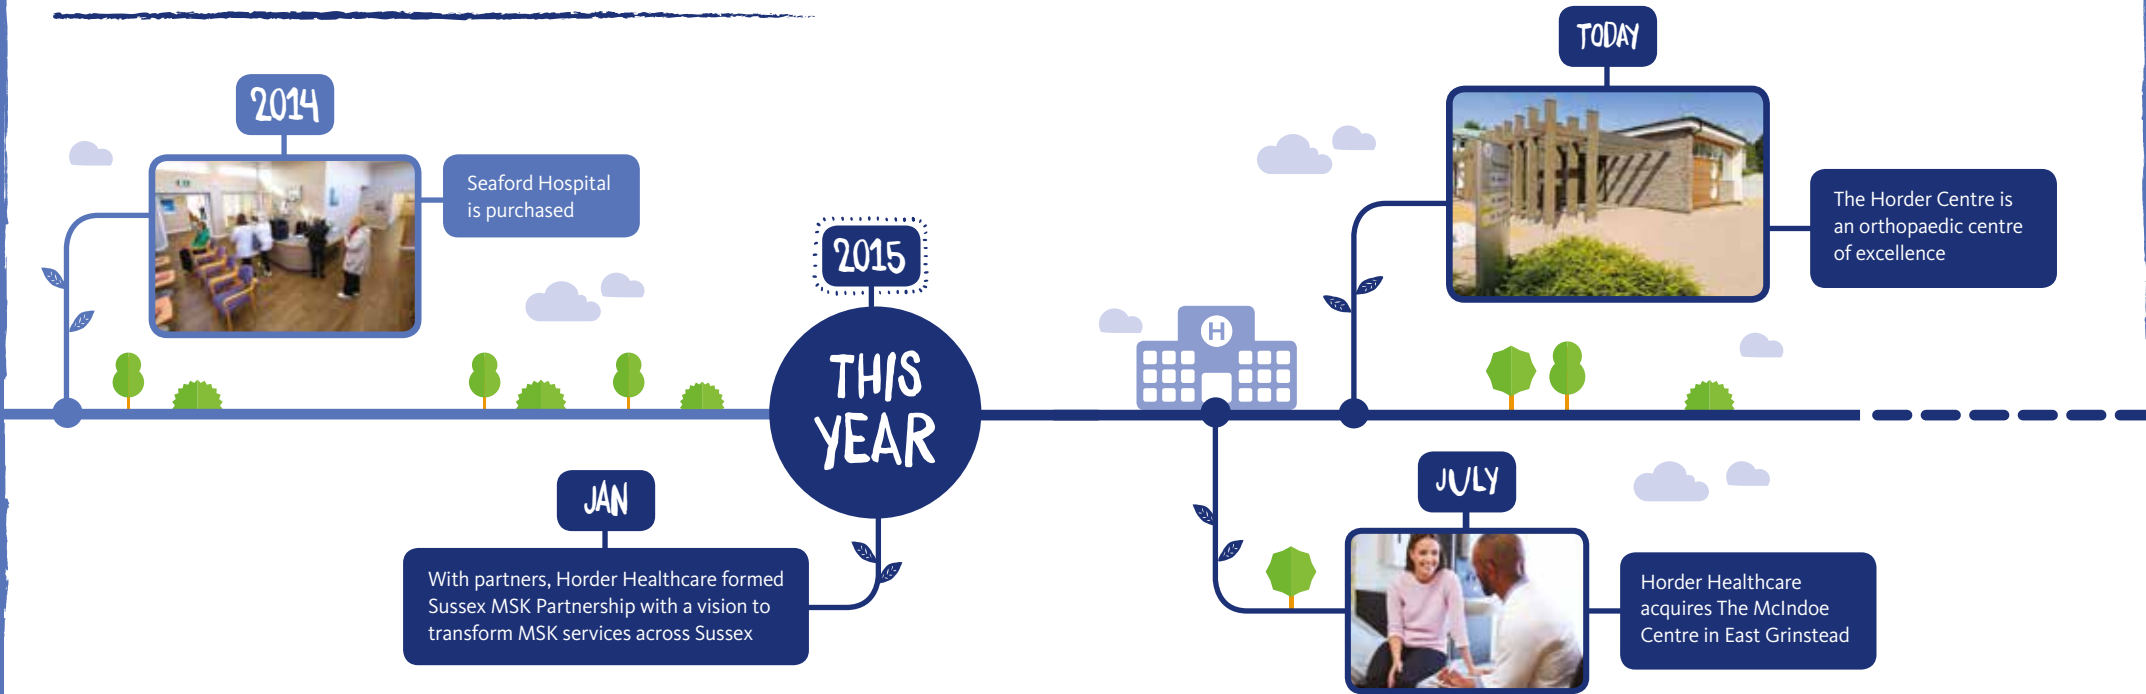 2014
Seaford Hospital
is purchased
2015
THIS
YEAR
JAN
With partners, Horder Healthcare formed
Sussex MSK Partnership with a vision to
transform MSK services across Sussex
H
TODAY
The Horder Centre is
an orthopaedic centre
of excellence
JULY
Horder Healthcare
acquires The McIndoe
Centre in East Grinstead